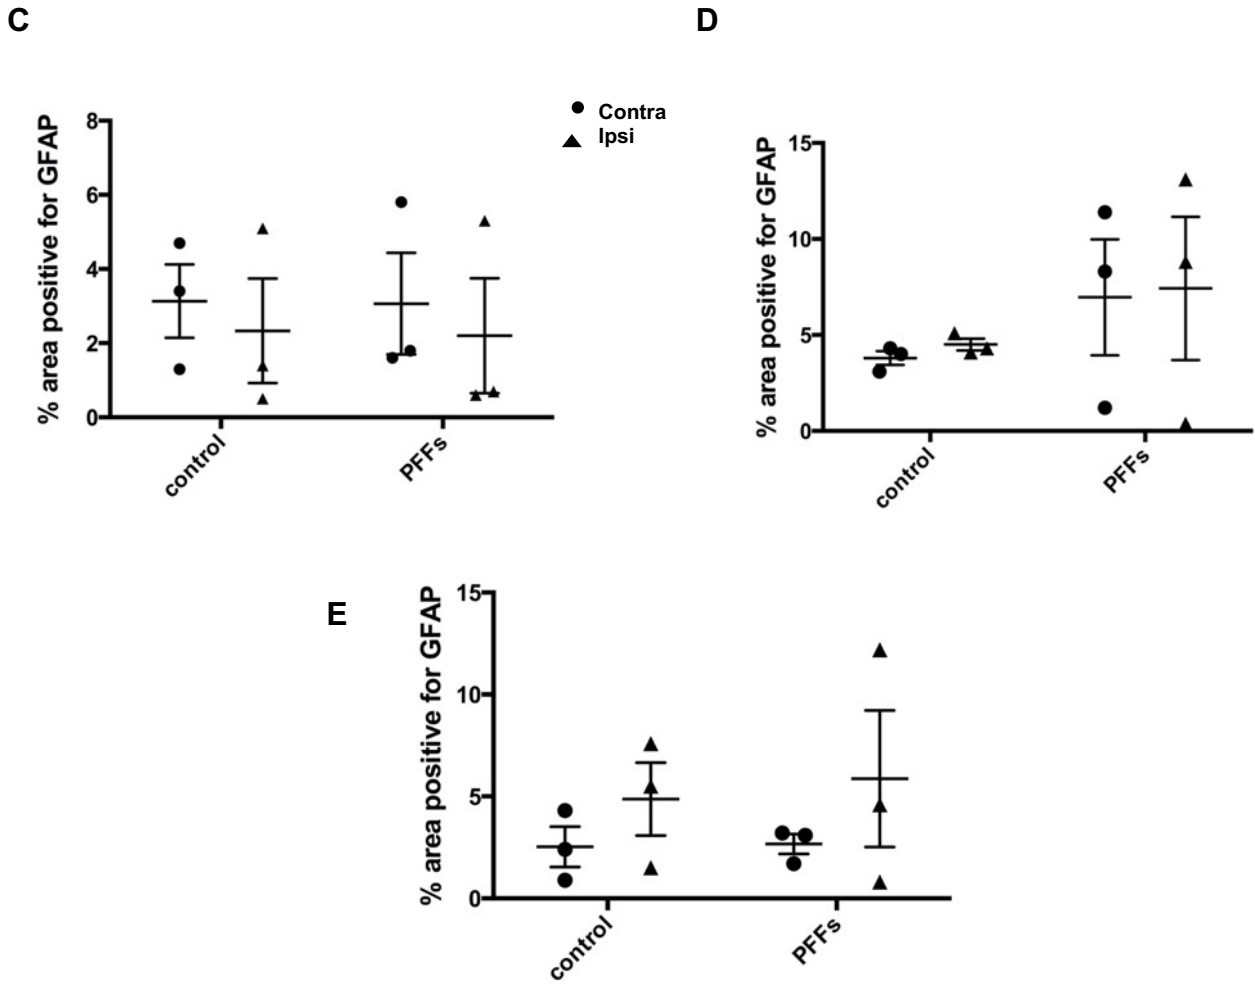 C
D
% area positive for GFAP
8
6
4
2
0
control
PFFs
Contra
Ipsi
% area positive for GFAP
15
10
5
0
control
PFFs
E
% area positive for GFAP
15
10
5
0
control
PFFs